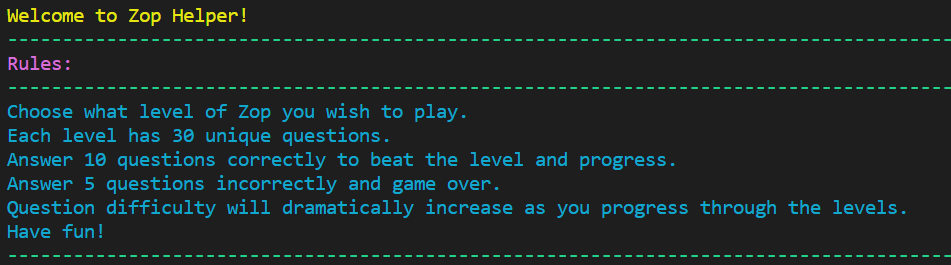 Welcome to Zop Helper!
--------------------------------------------------------------------------------------
Rules:
--------------------------------------------------------------------------------------
Choose what level of Zop you wish to play.
Each level has 30 unique questions.
Answer 10 questions correctly to beat the level and progress.
Answer 5 questions incorrectly and game over.
Question difficulty will dramatically increase as you progress through the levels.
Have fun!
--------------------------------------------------------------------------------------